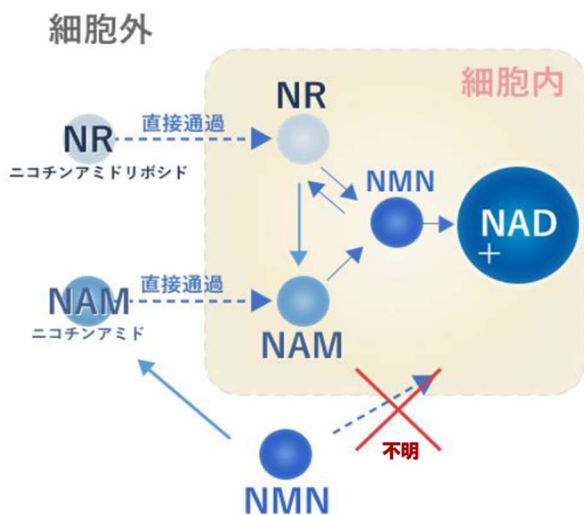 細胞外
細胞内
NR
NR
直接通過
ニコチンアミドリボシド
NMN
NAD
+
NAM
直接通過
ニコチンアミド
NAM
不明
NMN